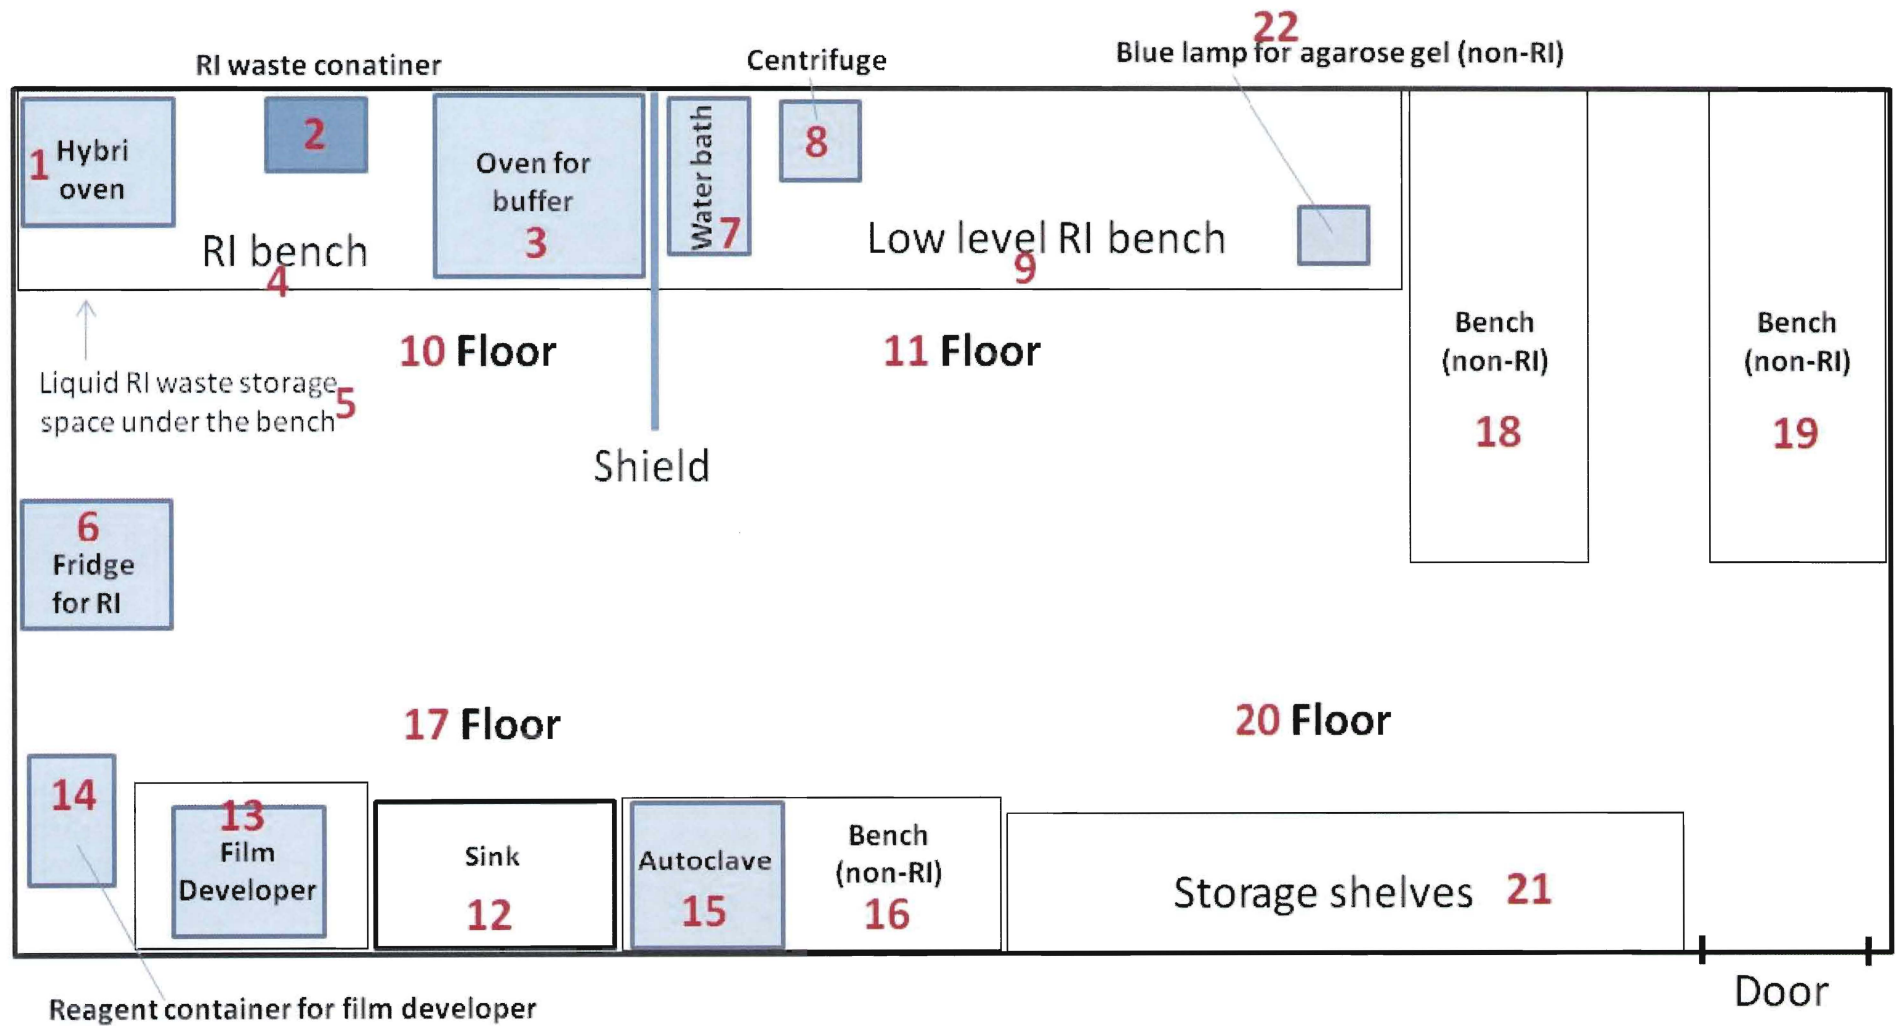 22
RI waste conatiner
Centrifuge
Blue lamp for agarose gel (non-RI)
1 Hybri
oven
2
Oven for
buffer
3
Water bath
7
8
RI bench
4
Low level RI bench
9
10 Floor
11 Floor
Bench
(non-RI)
18
Bench
(non-RI)
19
Liquid RI waste storage
space under the bench
5
Shield
6
Fridge
for RI
17 Floor
20 Floor
14
13
Film
Developer
Sink
12
Autoclave
15
Bench
(non-RI)
16
Storage shelves 21
Door
Reagent container for film developer